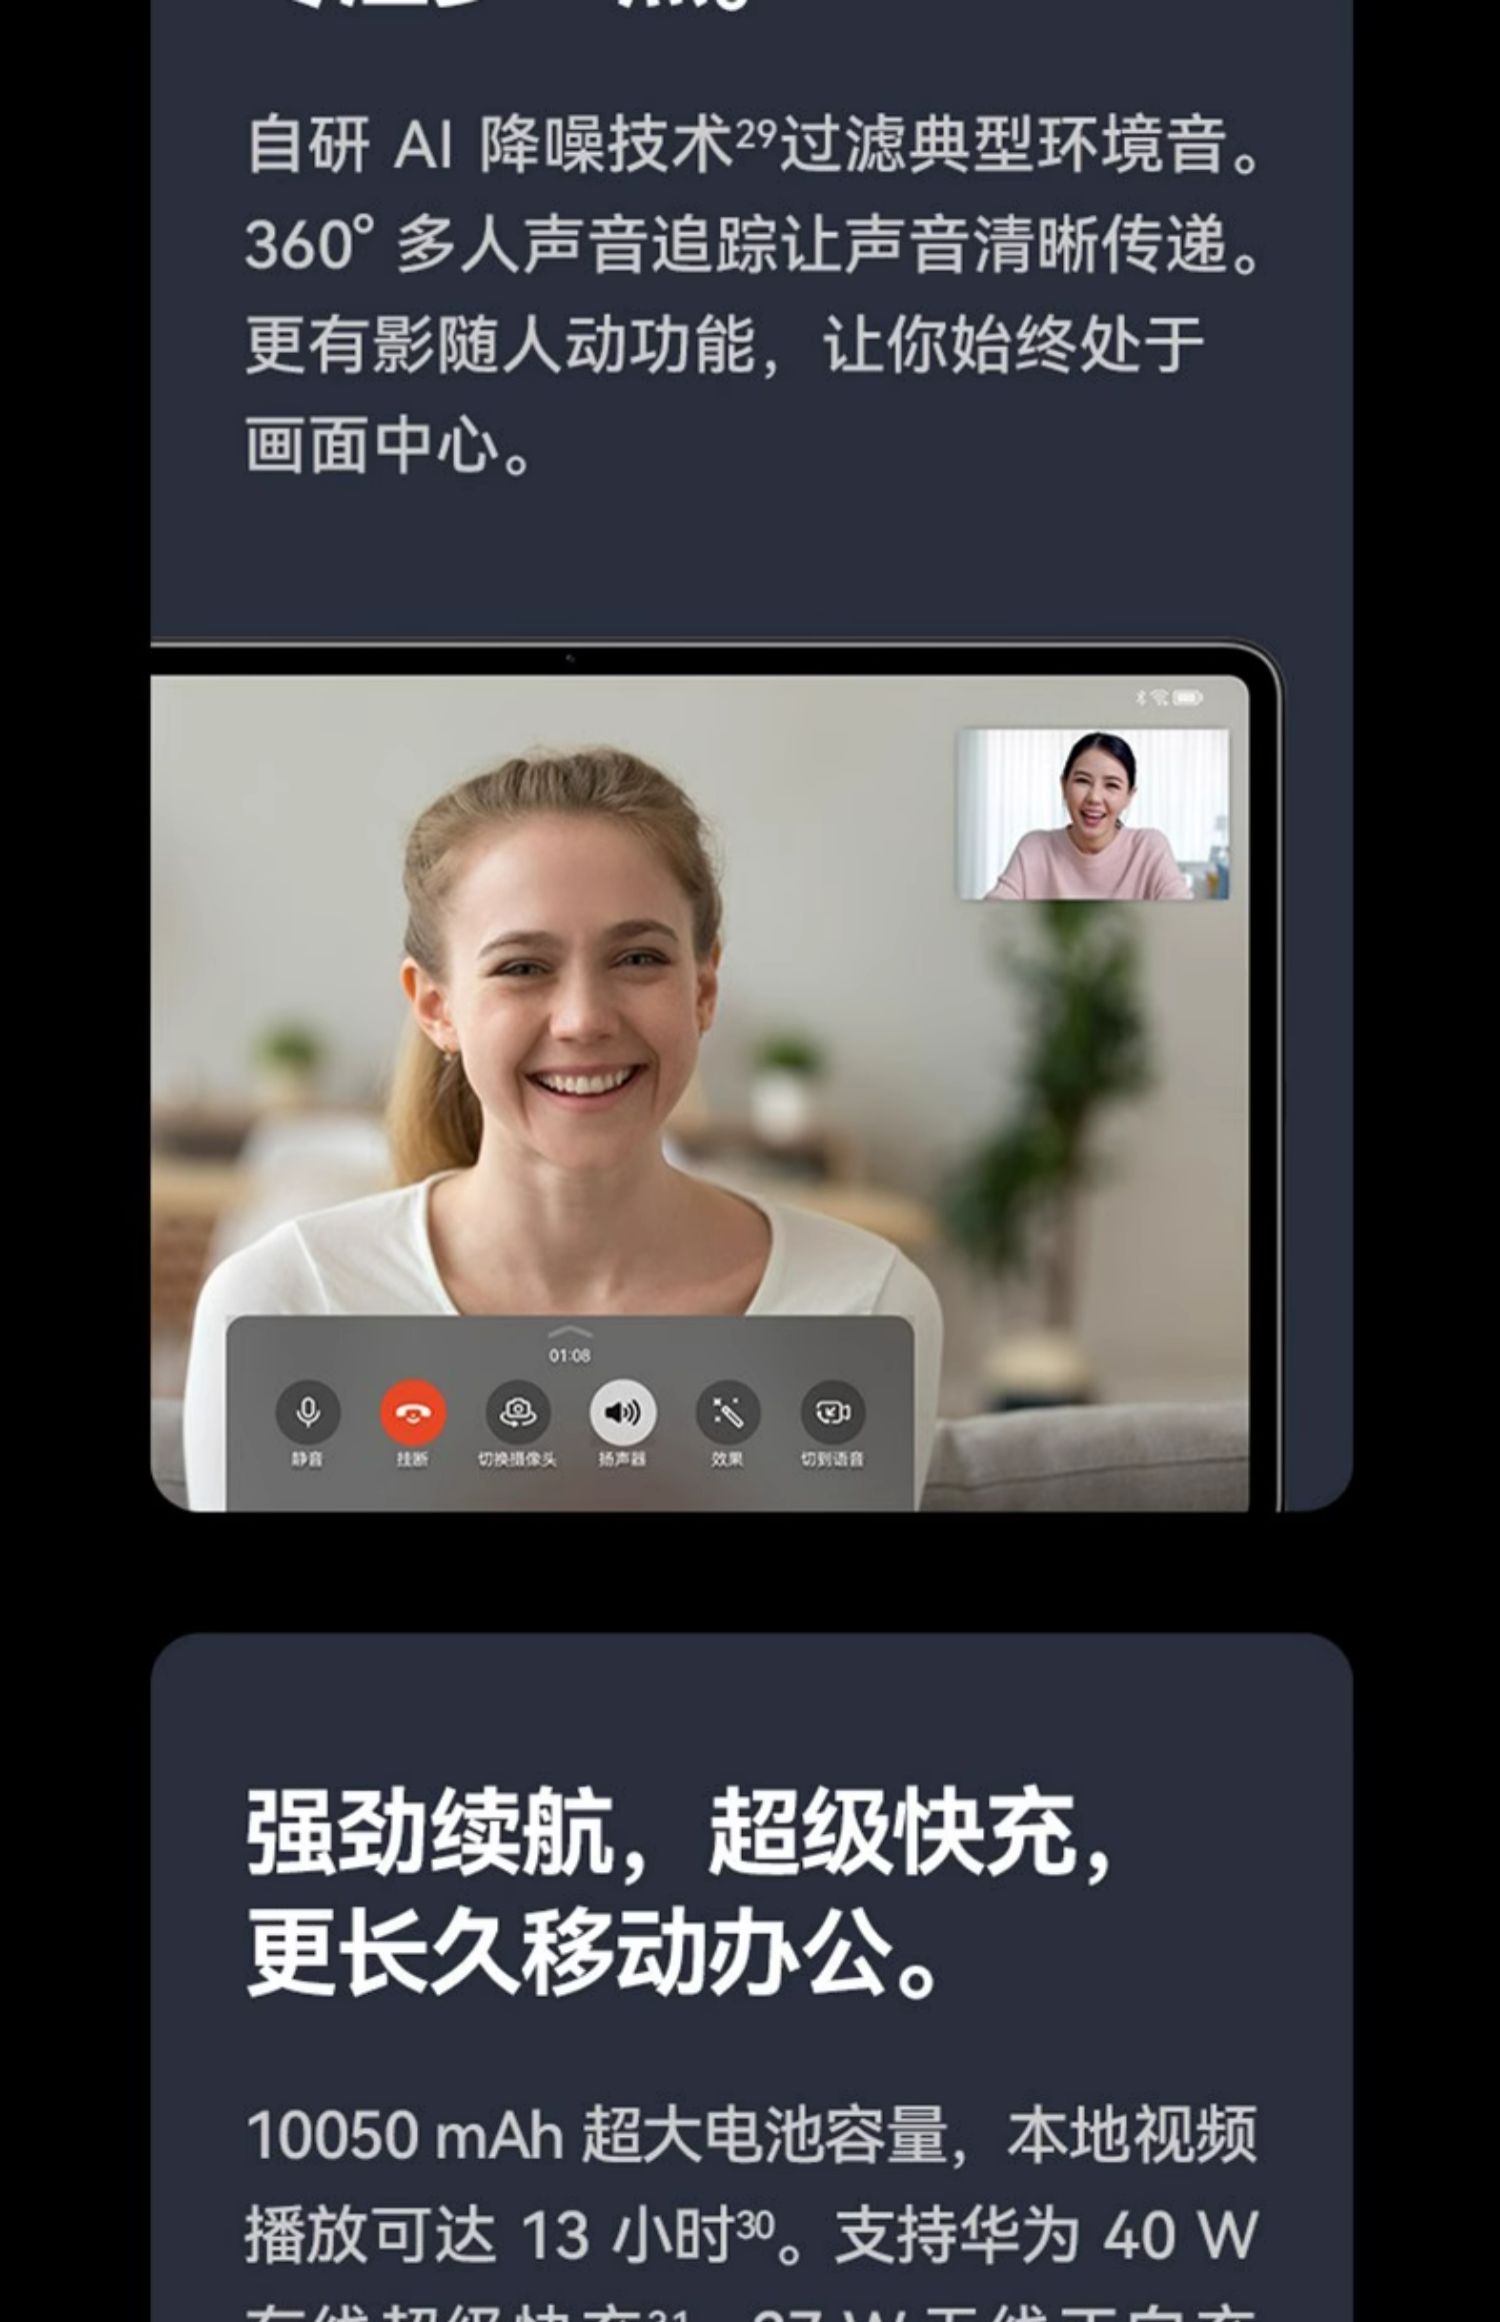 自研 AI 降噪技术29过滤典型环境音。
360° 多人声音追踪让声音清晰传递。
更有影随人动功能，让你始终处于
画面中心。
01:08
静音 挂断 切换摄像头 扬声器 效果 切到语音
强劲续航，超级快充，
更长久移动办公。
10050 mAh 超大电池容量，本地视频
播放可达 13 小时30。支持华为 40 W